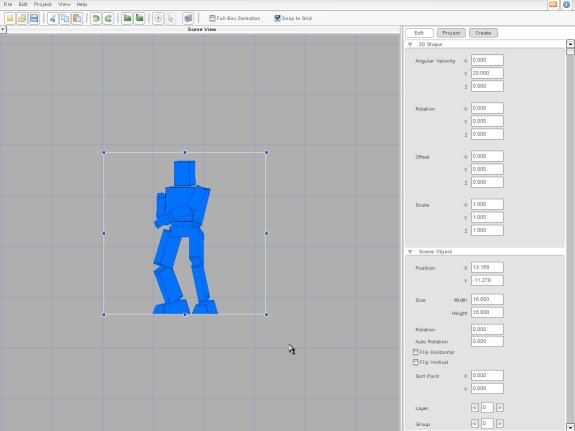 File Edit Project View Help
Full Box Selection Snap to Grid
Scene View
Edit Project Create
3D Shape
Angular Velocity X 0.000
Y 20.000
Z 0.000
Rotation X 0.000
Y 0.000
Z 0.000
Offset X 0.000
Y 0.000
Z 0.000
Scale X 1.000
Y 1.000
Z 1.000
Scene Object
Position X 13.159
Y -11.278
Size Width 16.000
Height 16.000
Rotation 0.000
Auto Rotation 0.000
Flip Horizontal
Flip Vertical
Sort Point X 0.000
Y 0.000
Layer < 0 >
Group < 0 >